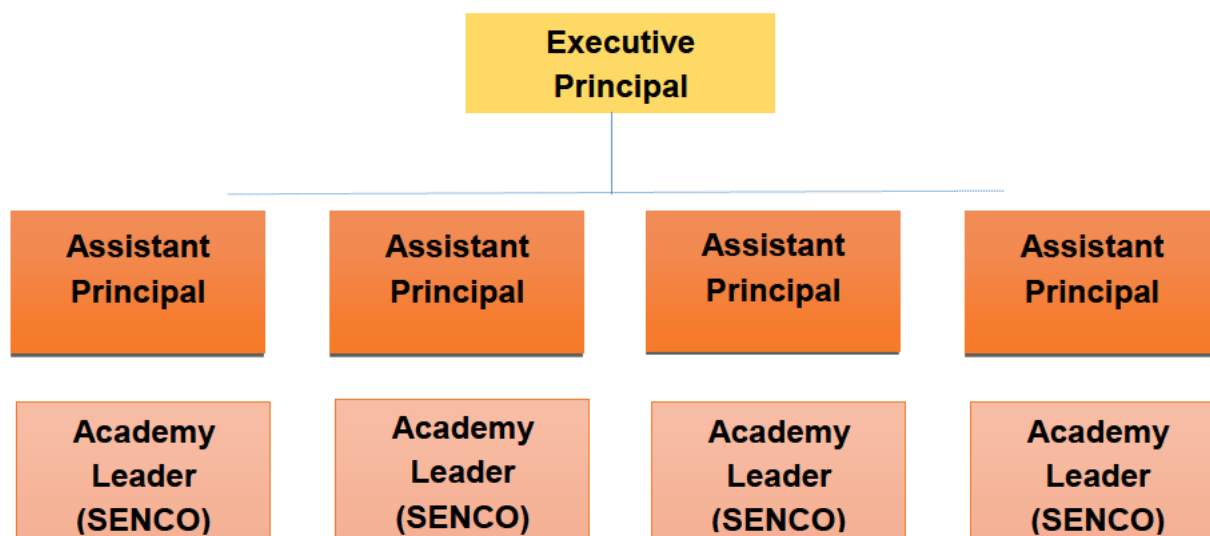 Executive
Principal
Assistant
Principal
Assistant
Principal
Assistant
Principal
Assistant
Principal
Academy
Leader
(SENCO)
Academy
Leader
(SENCO)
Academy
Leader
(SENCO)
Academy
Leader
(SENCO)